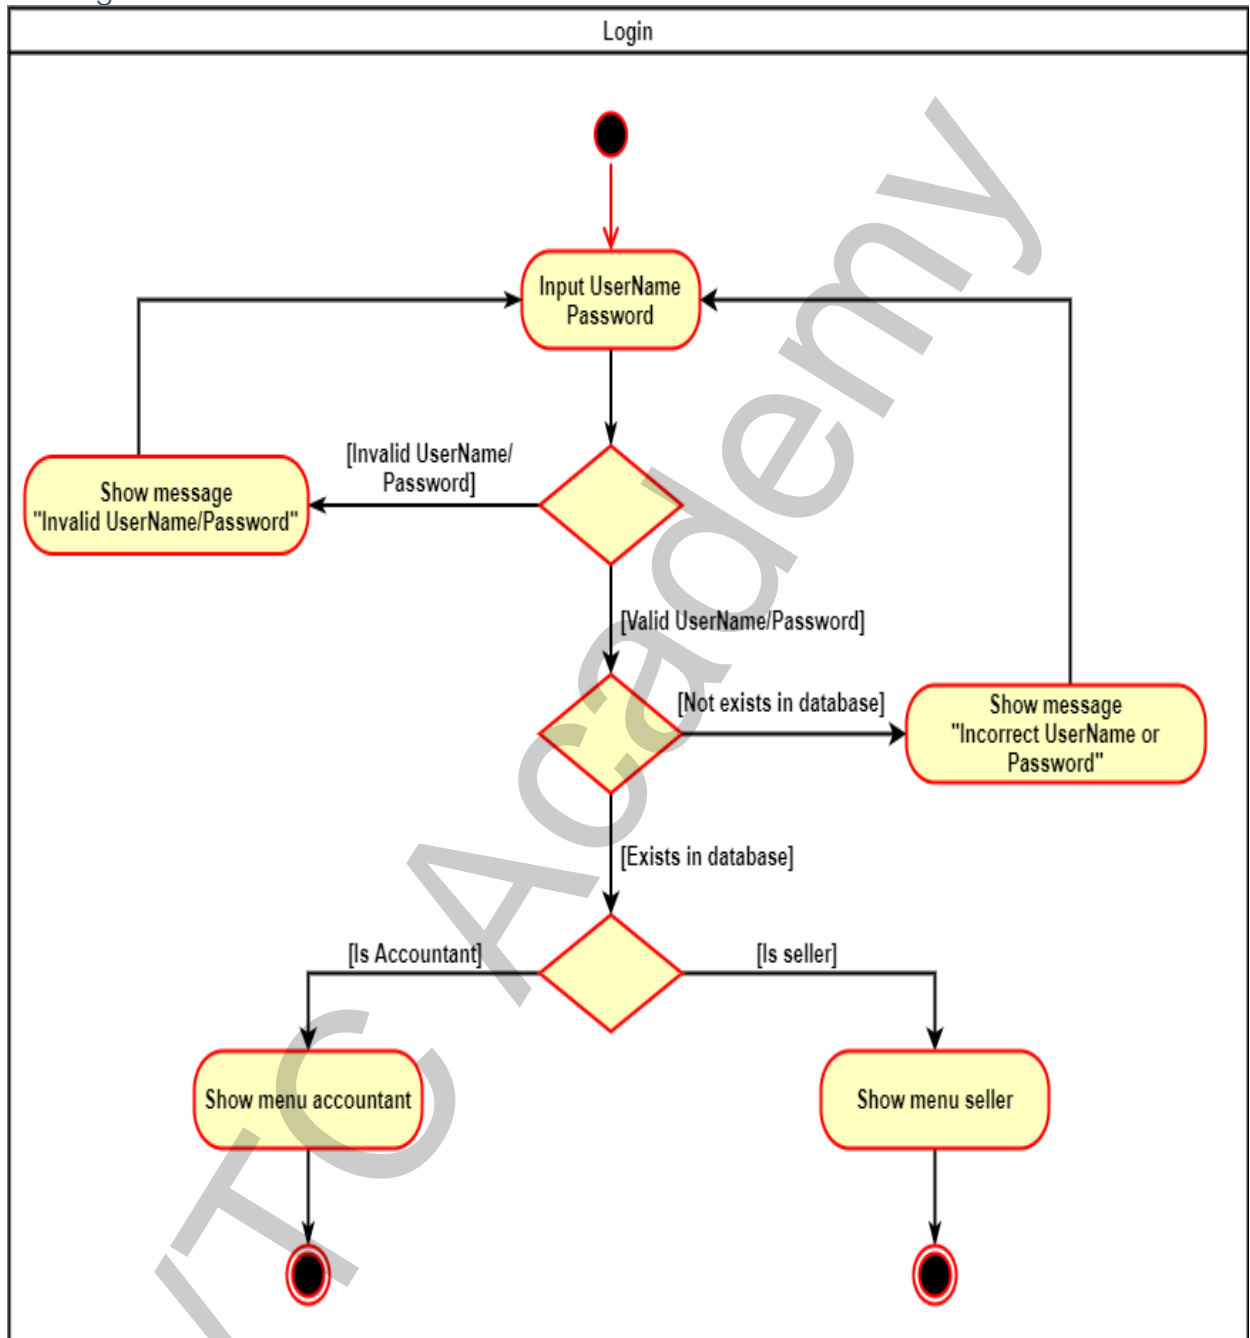 Login
Input UserName
Password
[Invalid UserName/
Password]
Show message
"Invalid UserName/Password"
[Valid UserName/Password]
[Not exists in database]
Show message
"Incorrect UserName or
Password"
[Exists in database]
[Is Accountant]
[Is seller]
Show menu accountant
Show menu seller
VTC Academy